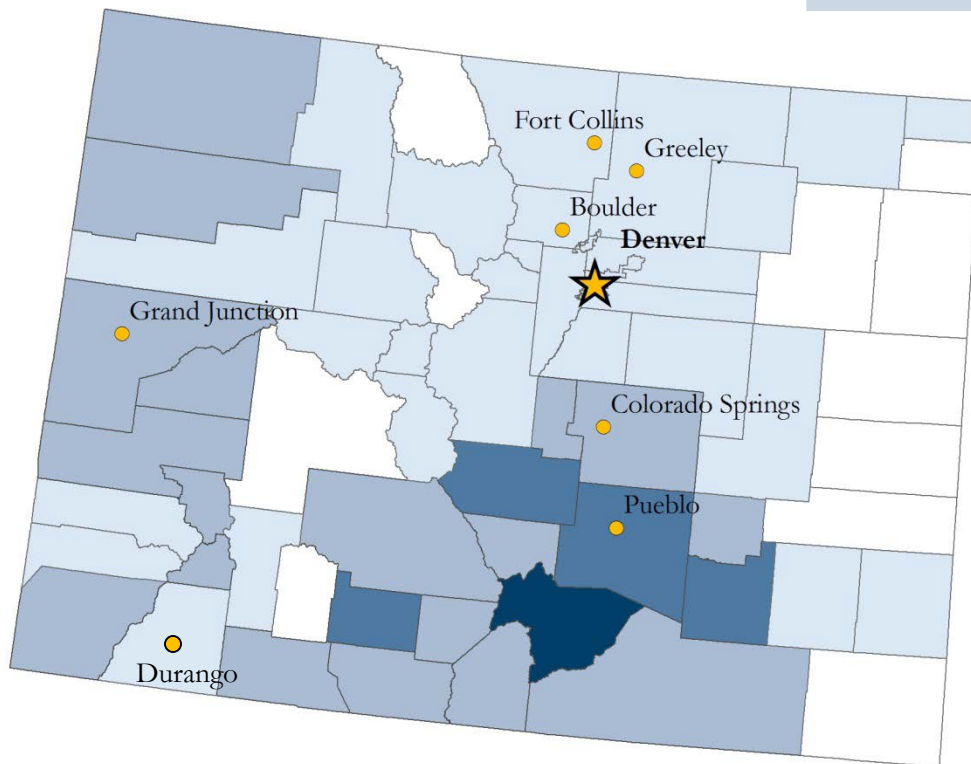 Fort Collins
Greeley
Boulder
Denver
Grand Junction
Colorado Springs
Pueblo
Durango